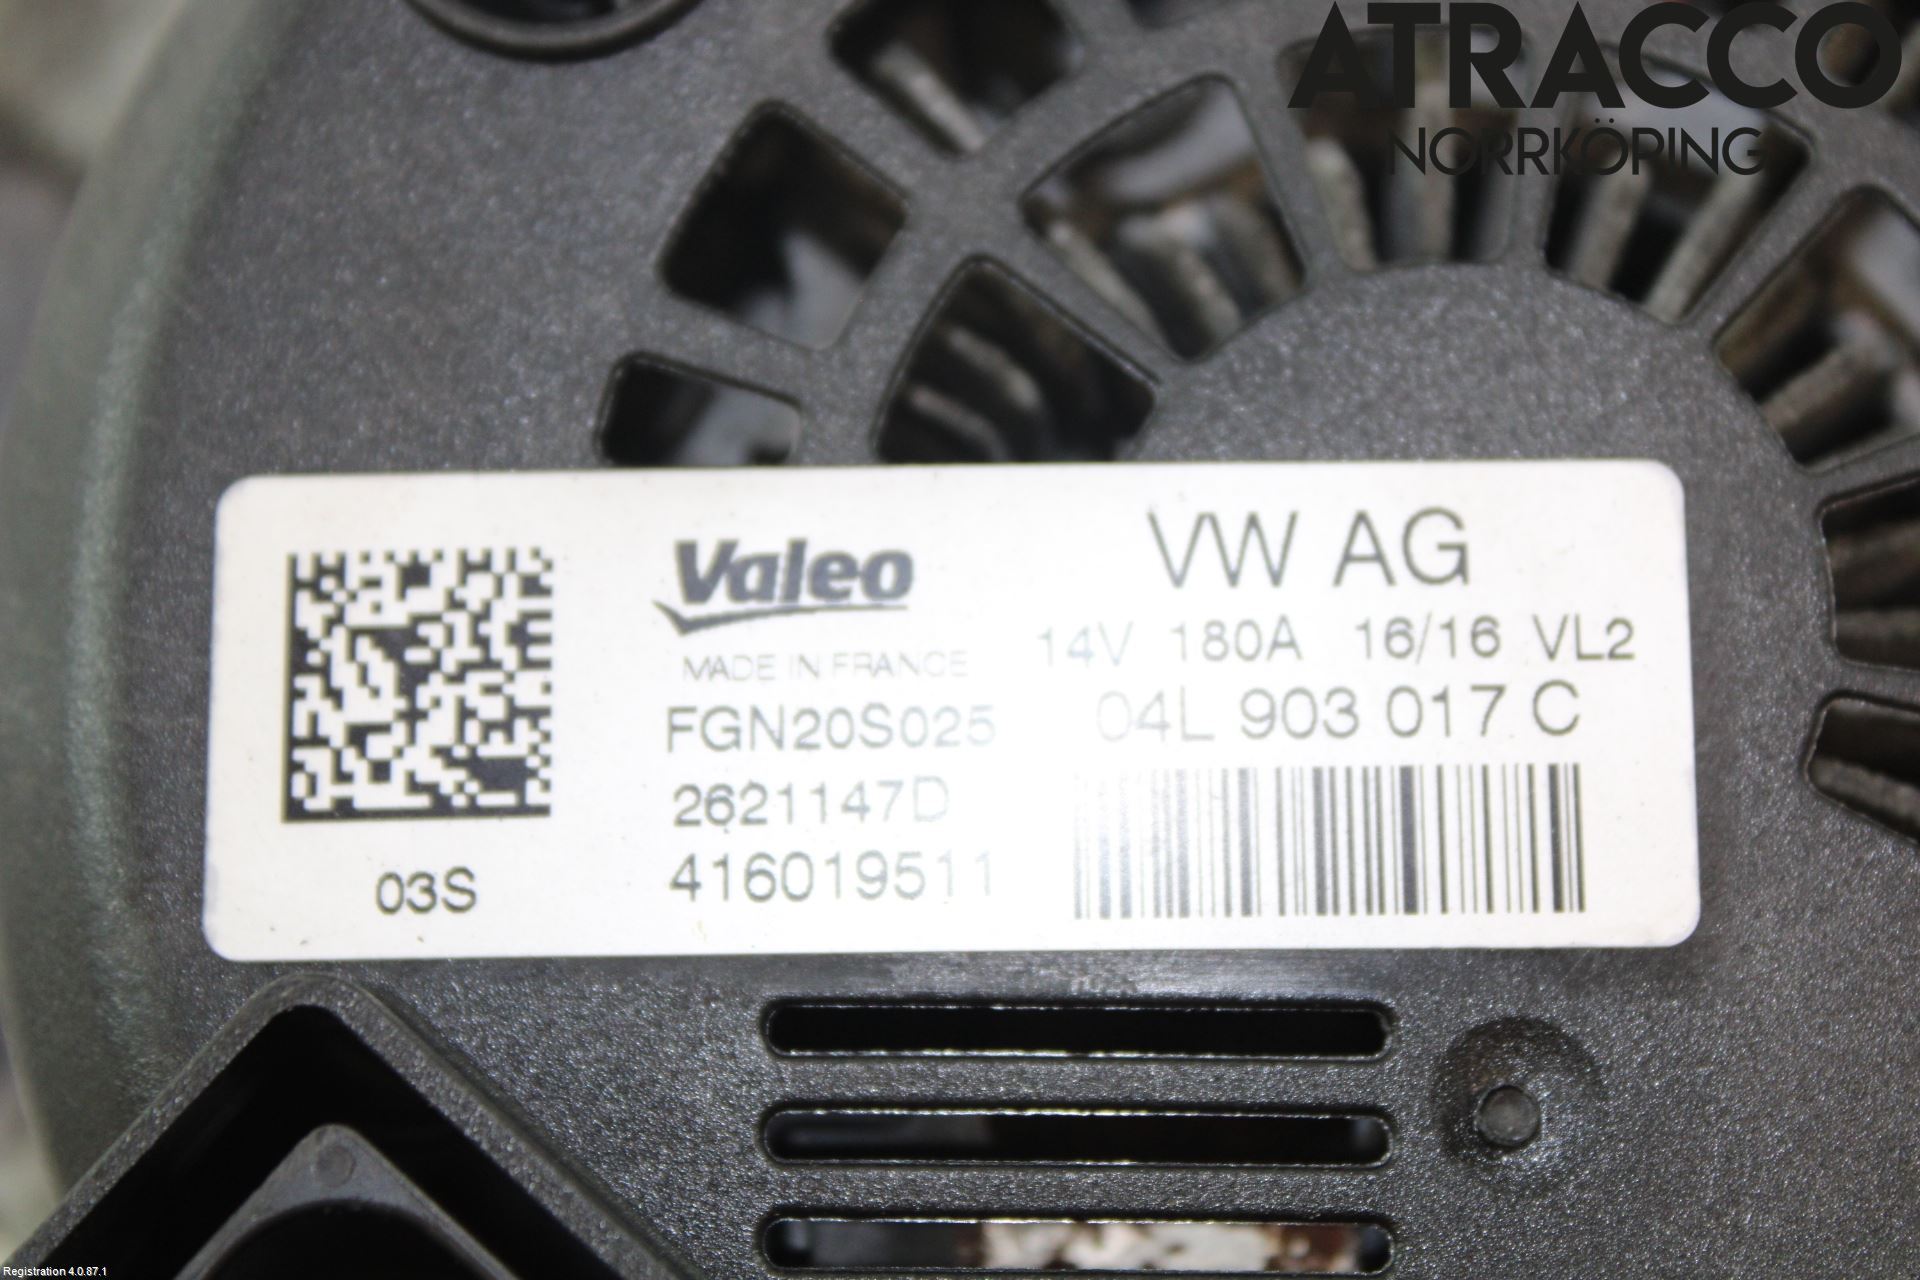 ATRACCO
NORRKÖPING
Valeo
MADE IN FRANCE
FGN20S025
2621147D
416019511
03S
VW AG
14V 180A 16/16 VL2
04L 903 017 C
Registration 4.0.87.1